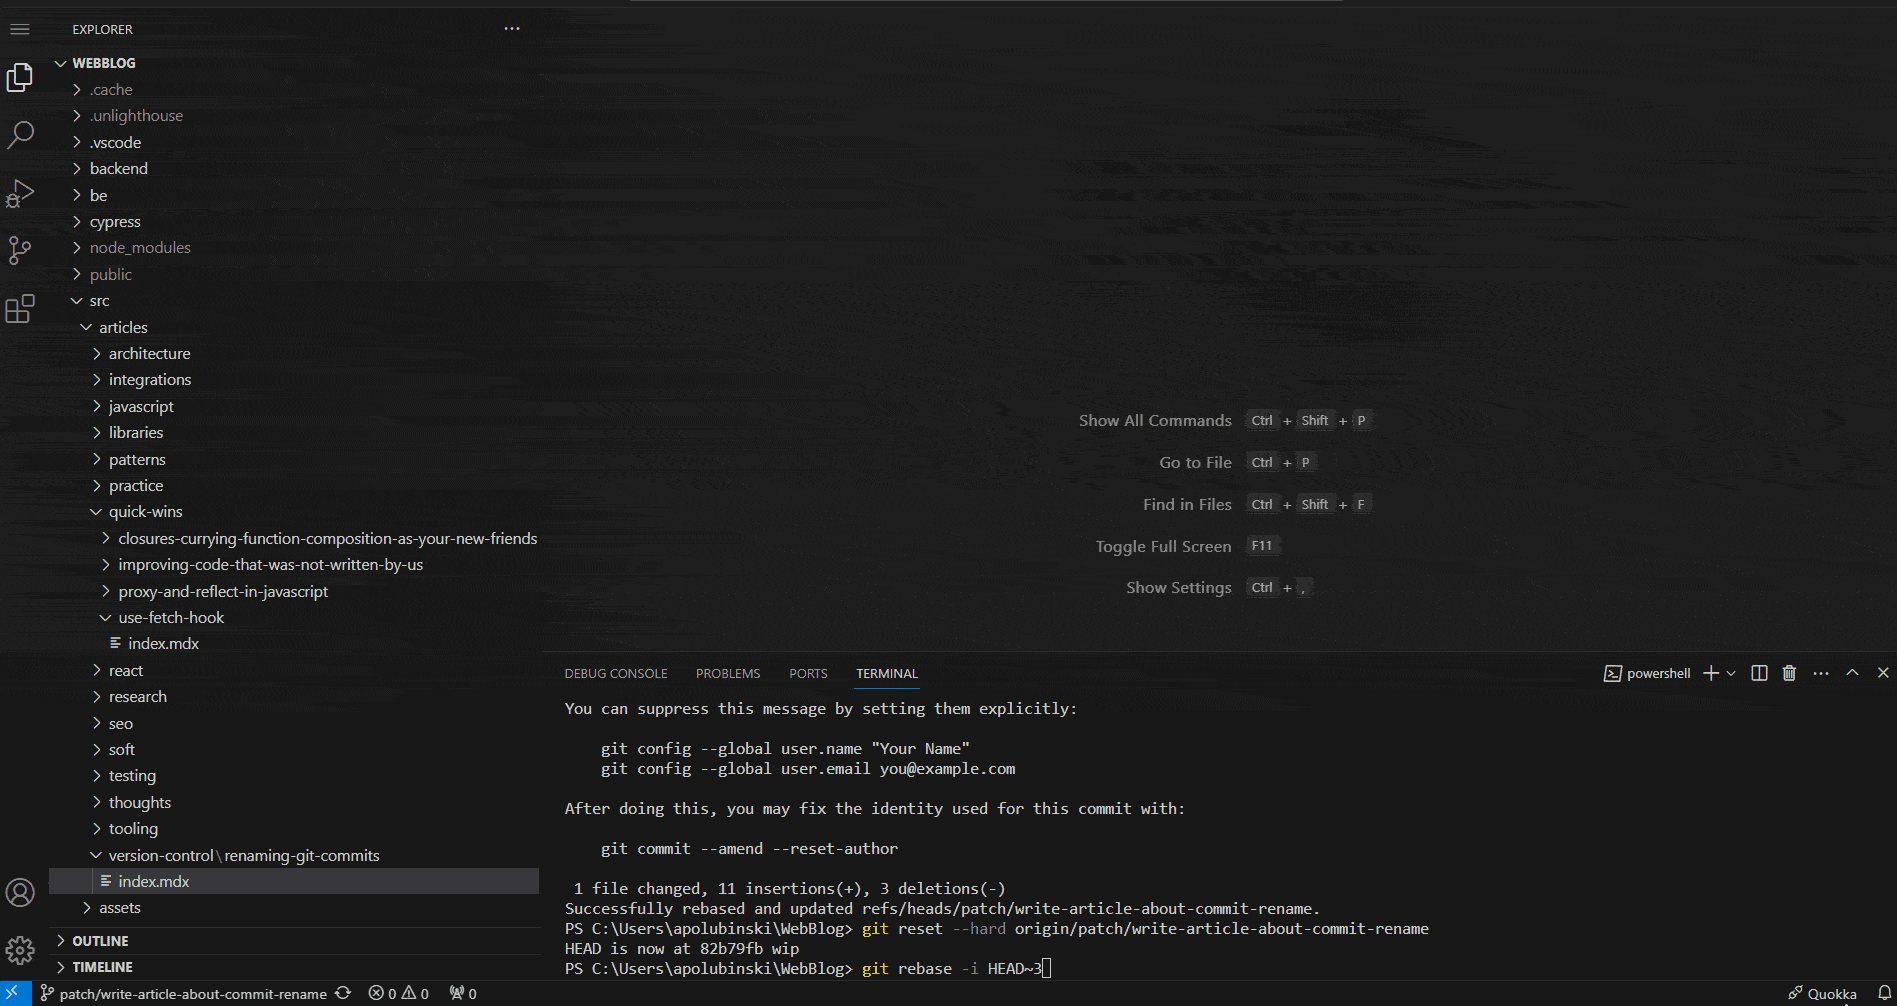 EXPLORER
WEBBLOG
.cache
.unlighthouse
.vscode
backend
be
cypress
node_modules
public
src
articles
architecture
integrations
javascript
libraries
patterns
practice
quick-wins
closures-currying-function-composition-as-your-new-friends
improving-code-that-was-not-written-by-us
proxy-and-reflect-in-javascript
use-fetch-hook
index.mdx
react
research
seo
soft
testing
thoughts
tooling
version-control\renaming-git-commits
index.mdx
assets
OUTLINE
TIMELINE
Show All Commands Ctrl + Shift + P
Go to File Ctrl + P
Find in Files Ctrl + Shift + F
Toggle Full Screen F11
Show Settings Ctrl + ,
DEBUG CONSOLE PROBLEMS PORTS TERMINAL powershell
You can suppress this message by setting them explicitly:
git config --global user.name "Your Name"
git config --global user.email you@example.com
After doing this, you may fix the identity used for this commit with:
git commit --amend --reset-author
1 file changed, 11 insertions(+), 3 deletions(-)
Successfully rebased and updated refs/heads/patch/write-article-about-commit-rename.
PS C:\Users\apolubinski\WebBlog> git reset --hard origin/patch/write-article-about-commit-rename
HEAD is now at 82b79fb wip
PS C:\Users\apolubinski\WebBlog> git rebase -i HEAD~3
patch/write-article-about-commit-rename 0 0 0 Quokka